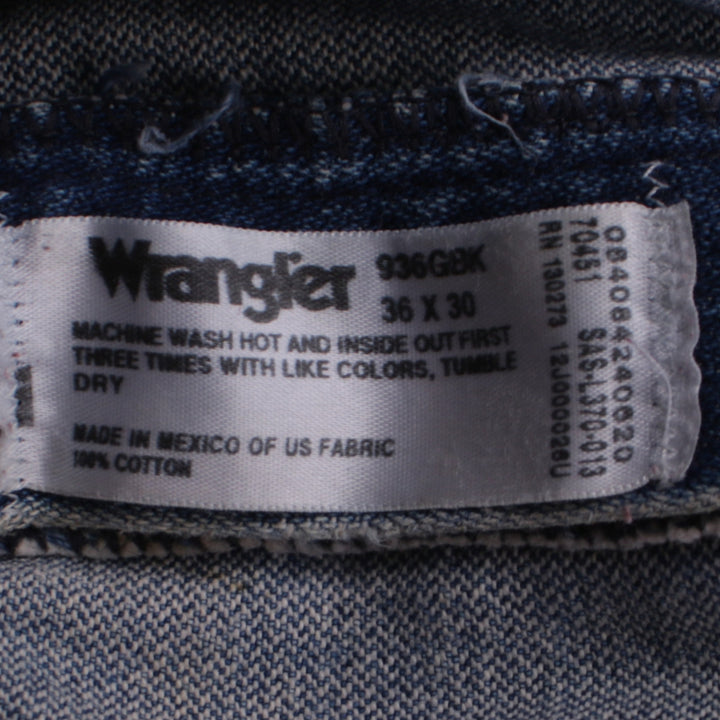 Wrangler
936GBK
36 X 30
MACHINE WASH HOT AND INSIDE OUT FIRST
THREE TIMES WITH LIKE COLORS, TUMBLE
DRY
MADE IN MEXICO OF US FABRIC
100% COTTON
084084240620
70451 SAS-L370-013
RN 130273 12J000026U